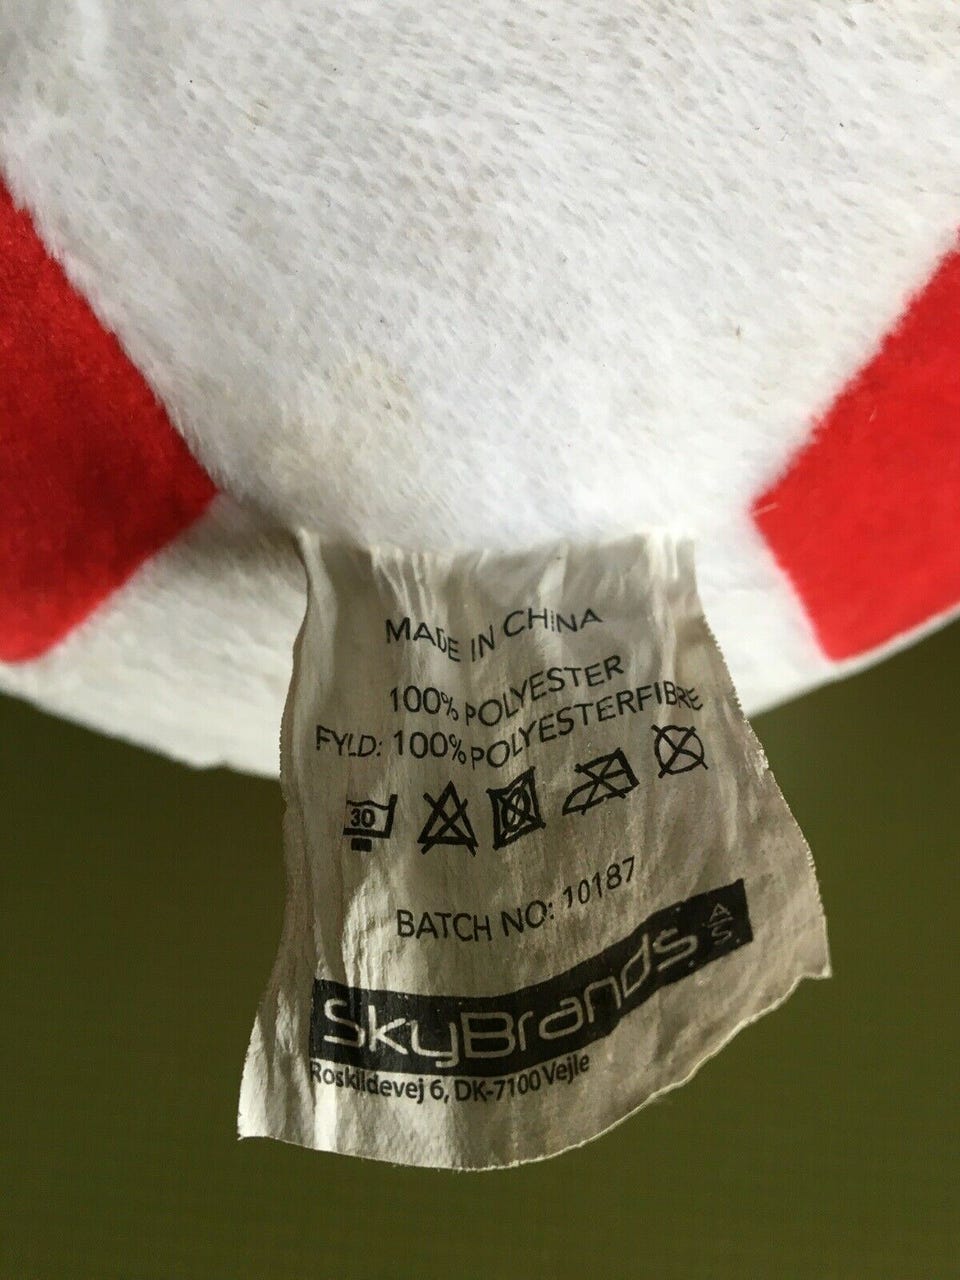 MADE IN CHINA
100% POLYESTER
FYLD: 100% POLYESTERFIBRE
30
BATCH NO: 10187
SkyBrands A/S
Roskildevej 6, DK-7100 Vejle